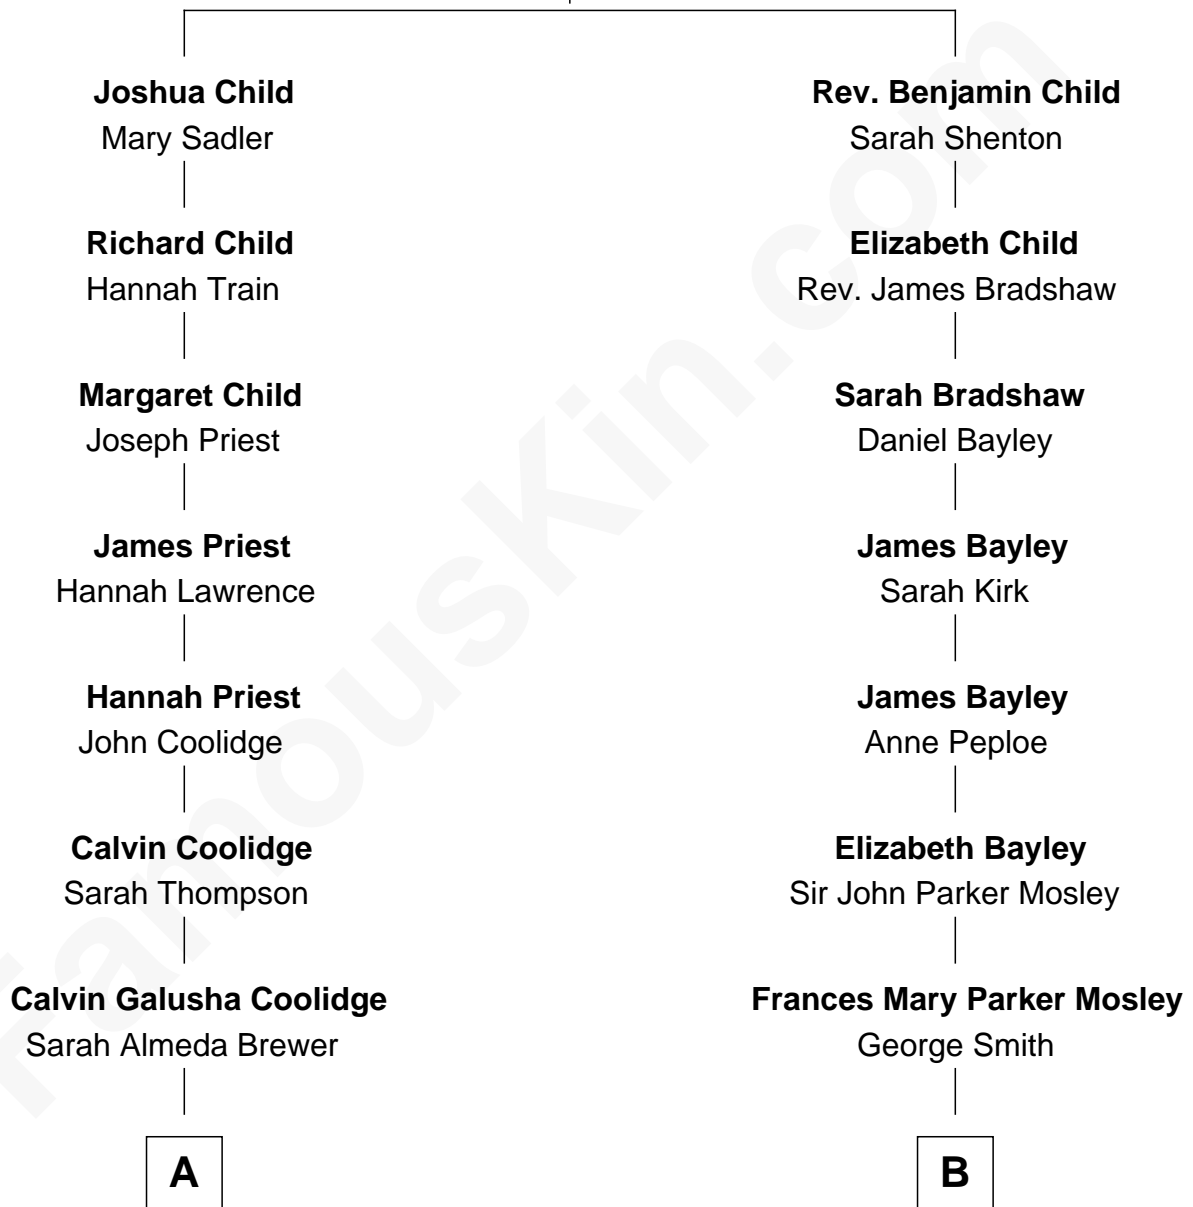 Joshua Child
Mary Sadler
Richard Child
Hannah Train
Margaret Child
Joseph Priest
James Priest
Hannah Lawrence
Hannah Priest
John Coolidge
Calvin Coolidge
Sarah Thompson
Calvin Galusha Coolidge
Sarah Almeda Brewer
A
Rev. Benjamin Child
Sarah Shenton
Elizabeth Child
Rev. James Bradshaw
Sarah Bradshaw
Daniel Bayley
James Bayley
Sarah Kirk
James Bayley
Anne Peploe
Elizabeth Bayley
Sir John Parker Mosley
Frances Mary Parker Mosley
George Smith
B
FamousKin.com